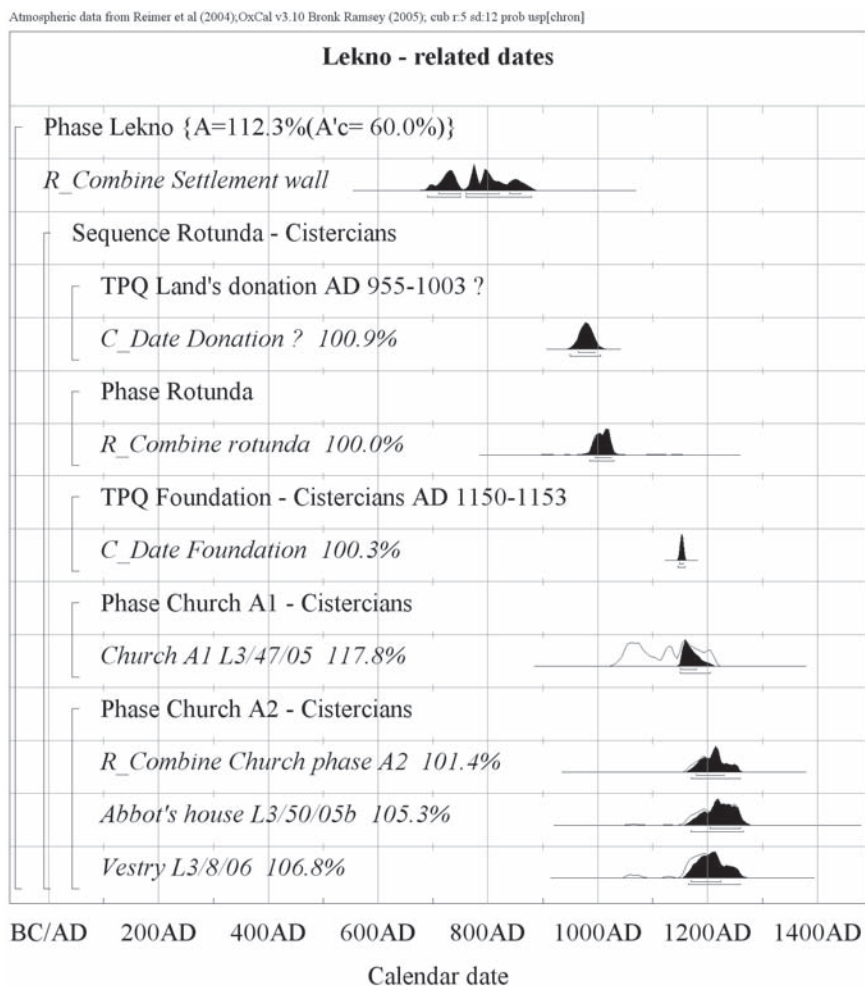 Atmospheric data from Reimer et al (2004);OxCal v3.10 Bronk Ramsey (2005); cub r:5 sd:12 prob usp[chron]
Lekno - related dates
Phase Lekno {A=112.3%(A'c= 60.0%)}
R_Combine Settlement wall
Sequence Rotunda - Cistercians
TPQ Land's donation AD 955-1003 ?
C_Date Donation ? 100.9%
Phase Rotunda
R_Combine rotunda 100.0%
TPQ Foundation - Cistercians AD 1150-1153
C_Date Foundation 100.3%
Phase Church A1 - Cistercians
Church A1 L3/47/05 117.8%
Phase Church A2 - Cistercians
R_Combine Church phase A2 101.4%
Abbot's house L3/50/05b 105.3%
Vestry L3/8/06 106.8%
BC/AD 200AD 400AD 600AD 800AD 1000AD 1200AD 1400AD
Calendar date